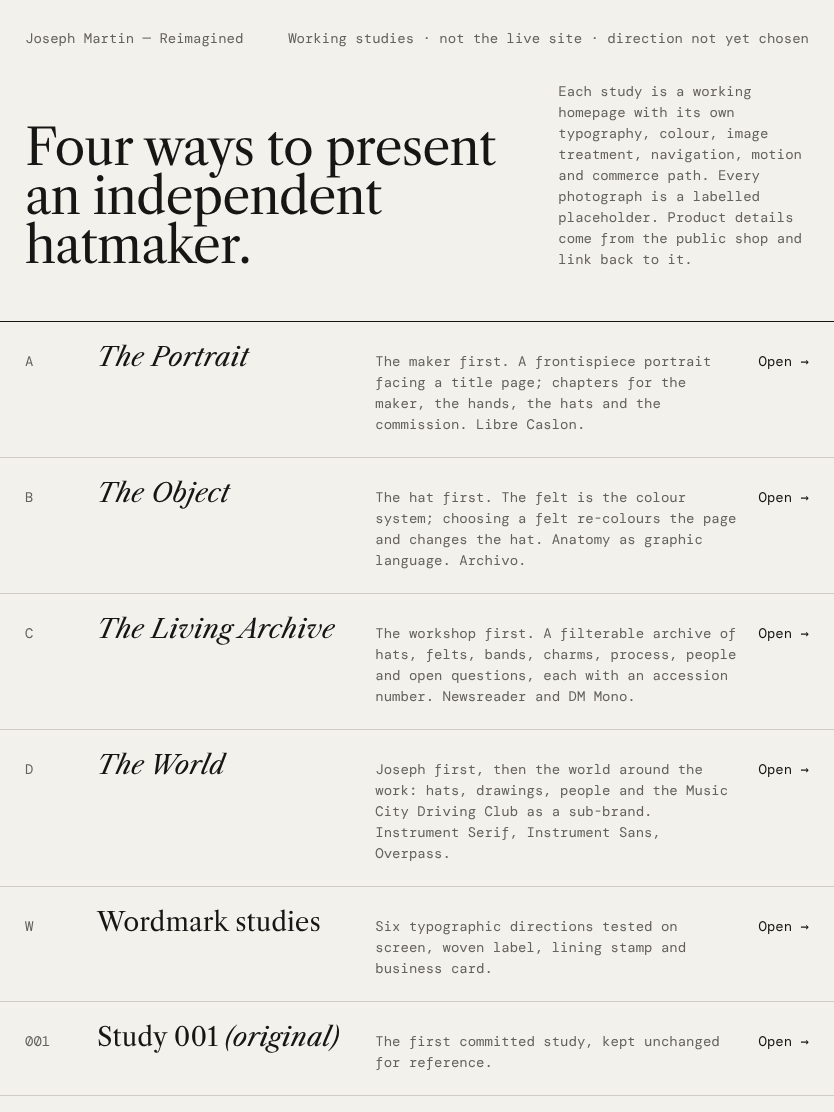 Joseph Martin — Reimagined
Working studies · not the live site · direction not yet chosen
Four ways to present
an independent
hatmaker.
Each study is a working
homepage with its own
typography, colour, image
treatment, navigation, motion
and commerce path. Every
photograph is a labelled
placeholder. Product details
come from the public shop and
link back to it.
A
The Portrait
The maker first. A frontispiece portrait
facing a title page; chapters for the
maker, the hands, the hats and the
commission. Libre Caslon.
Open →
B
The Object
The hat first. The felt is the colour
system; choosing a felt re-colours the page
and changes the hat. Anatomy as graphic
language. Archivo.
Open →
C
The Living Archive
The workshop first. A filterable archive of
hats, felts, bands, charms, process, people
and open questions, each with an accession
number. Newsreader and DM Mono.
Open →
D
The World
Joseph first, then the world around the
work: hats, drawings, people and the Music
City Driving Club as a sub-brand.
Instrument Serif, Instrument Sans,
Overpass.
Open →
W
Wordmark studies
Six typographic directions tested on
screen, woven label, lining stamp and
business card.
Open →
001
Study 001 (original)
The first committed study, kept unchanged
for reference.
Open →